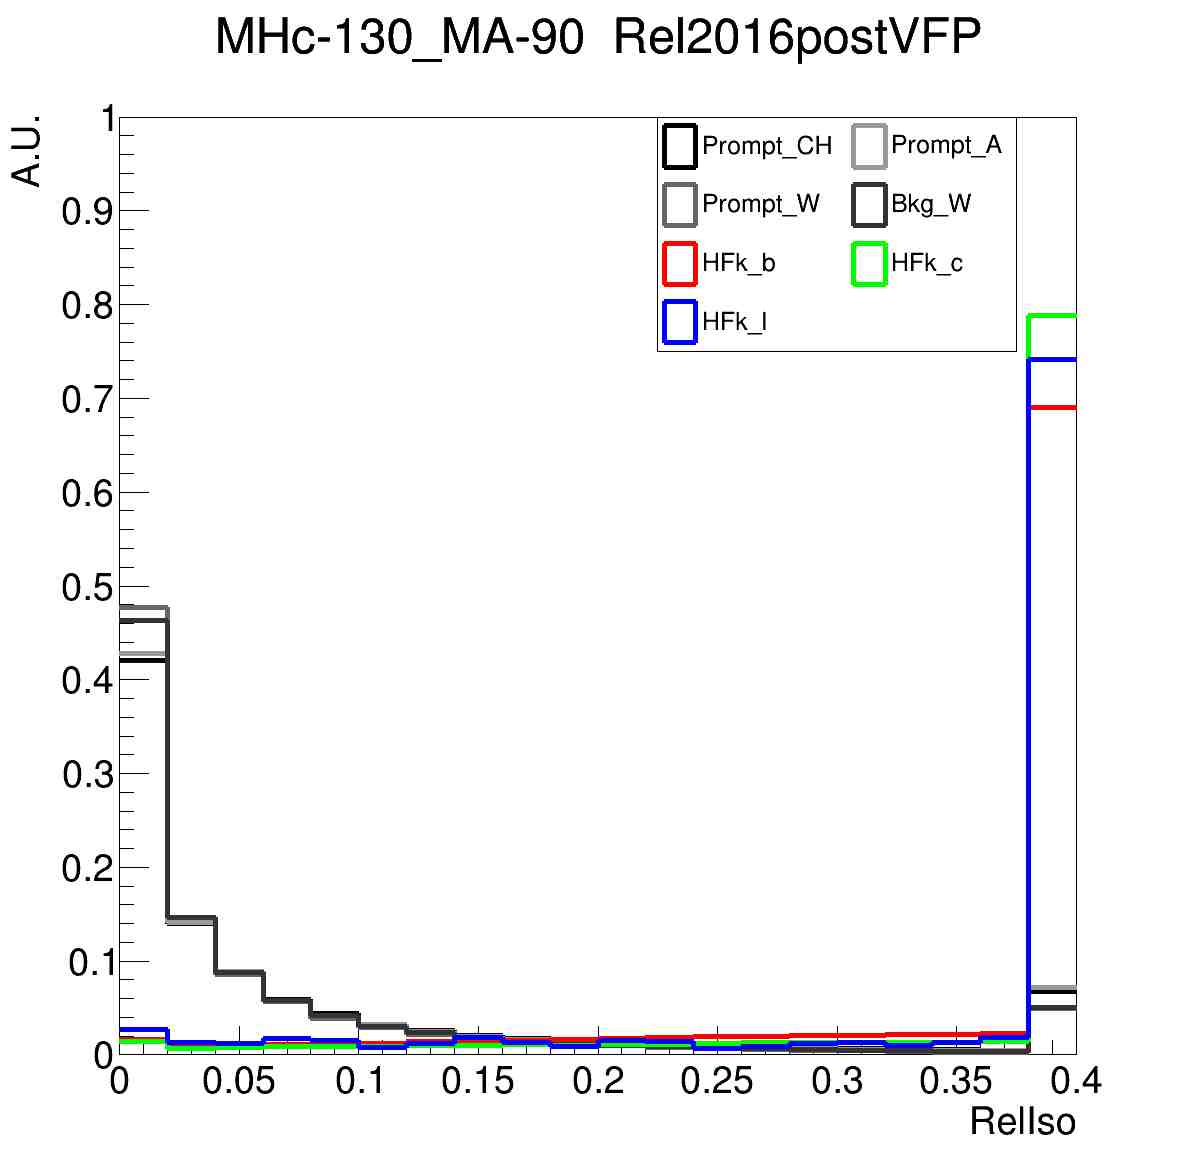 MHc-130_MA-90 Rel2016postVFP
A.U.
1
0.9
0.8
0.7
0.6
0.5
0.4
0.3
0.2
0.1
0
Prompt_CH Prompt_A
Prompt_W Bkg_W
HFk_b HFk_c
HFk_l
0 0.05 0.1 0.15 0.2 0.25 0.3 0.35 0.4
RelIso